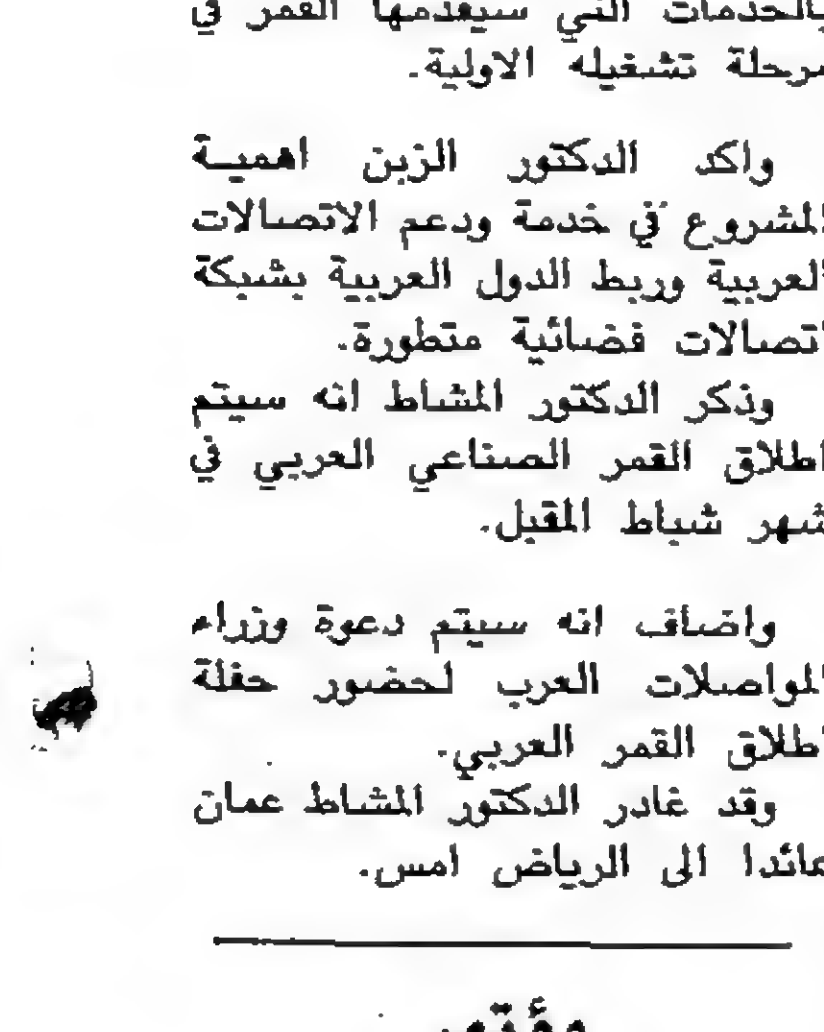 بالخدمات التي سيقدمها القمر في
مرحلة تشغيله الاولية.
واكد الدكتور الزبن اهمية
المشروع في خدمة ودعم الاتصالات
العربية وربط الدول العربية بشبكة
اتصالات فضائية متطورة.
وذكر الدكتور المشاط انه سيتم
اطلاق القمر الصناعي العربي في
شهر شباط المقبل.
واضاف انه سيتم دعوة وزراء
المواصلات العرب لحضور حفلة
اطلاق القمر العربي.
وقد غادر الدكتور المشاط عمان
عائدا الى الرياض امس.